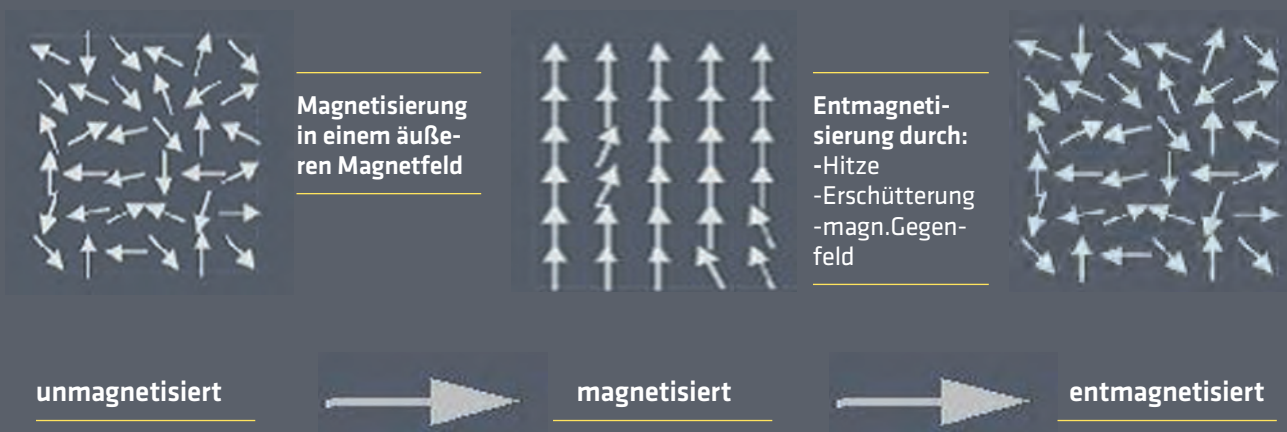 Magnetisierung
in einem äuße-
ren Magnetfeld
Entmagneti-
sierung durch:
-Hitze
-Erschütterung
-magn.Gegen-
feld
unmagnetisiert
magnetisiert
entmagnetisiert